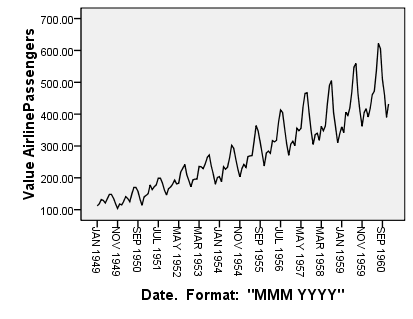 Value AirlinePassengers
700.00
600.00
500.00
400.00
300.00
200.00
100.00
JAN 1949
NOV 1949
SEP 1950
JUL 1951
MAY 1952
MAR 1953
JAN 1954
NOV 1954
SEP 1955
JUL 1956
MAY 1957
MAR 1958
JAN 1959
NOV 1959
SEP 1960
Date. Format: "MMM YYYY"